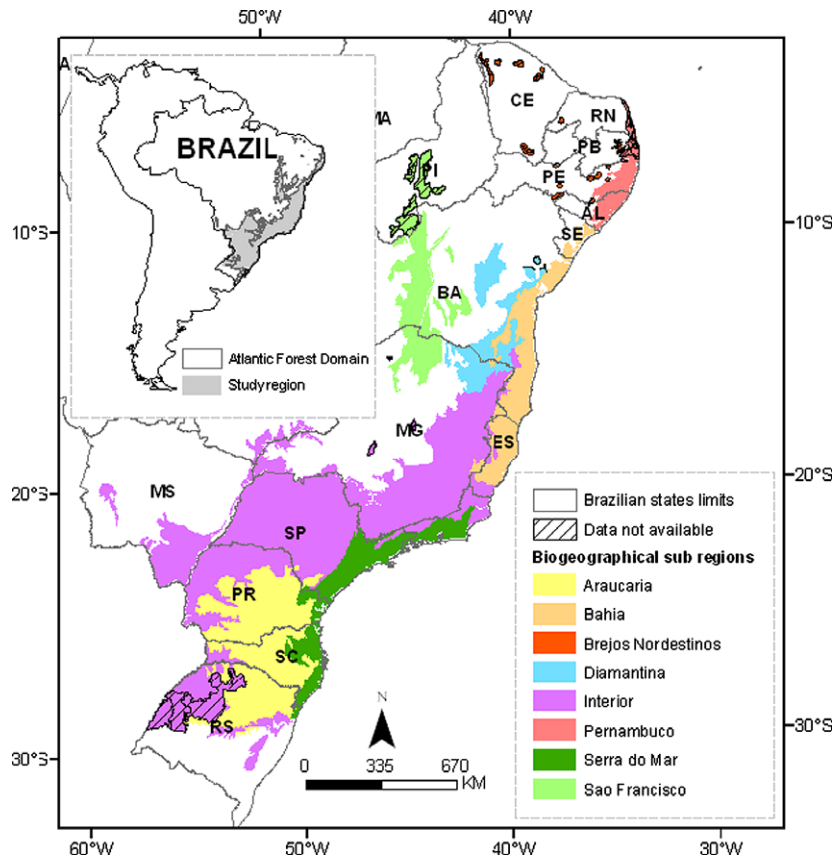 50°W
40°W
A
BRAZIL
CE
RN
MA
PB
PI
PE
AL
10°S
10°S
SE
BA
Atlantic Forest Domain
Study region
MG
ES
MS
20°S
20°S
SP
Brazilian states limits
Data not available
Biogeographical sub regions
Araucaria
PR
Bahia
Brejos Nordestinos
SC
Diamantina
Interior
N
RS
Pernambuco
30°S
30°S
0 335 670
KM
Serra do Mar
Sao Francisco
60°W
50°W
40°W
30°W